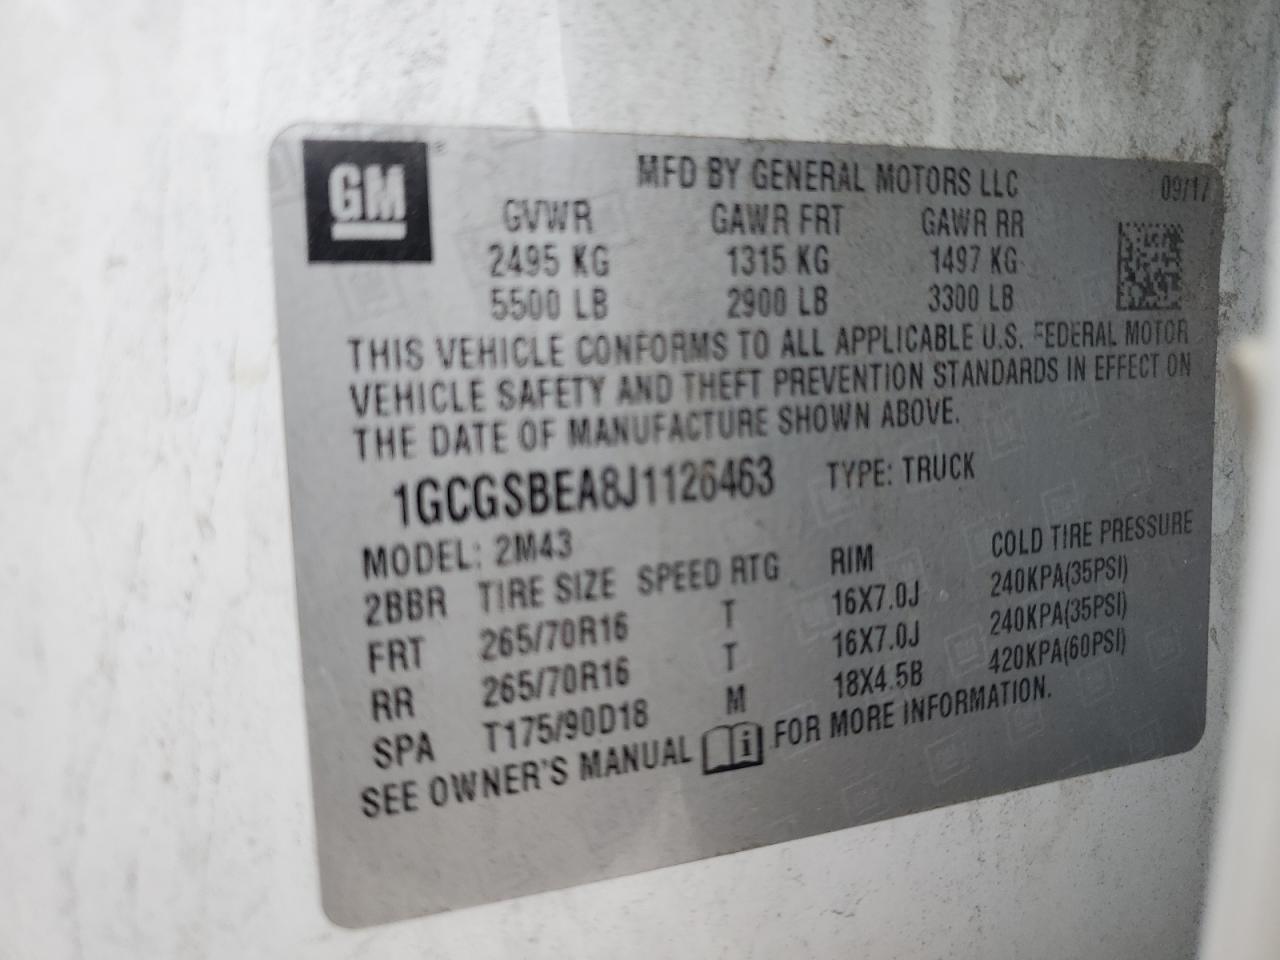 GM®
MFD BY GENERAL MOTORS LLC 09/17
GVWR GAWR FRT GAWR RR
2495 KG 1315 KG 1497 KG
5500 LB 2900 LB 3300 LB
THIS VEHICLE CONFORMS TO ALL APPLICABLE U.S. FEDERAL MOTOR
VEHICLE SAFETY AND THEFT PREVENTION STANDARDS IN EFFECT ON
THE DATE OF MANUFACTURE SHOWN ABOVE.
1GCGSBEA8J1126463 TYPE: TRUCK
MODEL: 2M43
2BBR TIRE SIZE SPEED RTG RIM COLD TIRE PRESSURE
FRT 265/70R16 T 16X7.0J 240KPA(35PSI)
RR 265/70R16 T 16X7.0J 240KPA(35PSI)
SPA T175/90D18 M 18X4.5B 420KPA(60PSI)
SEE OWNER'S MANUAL i FOR MORE INFORMATION.